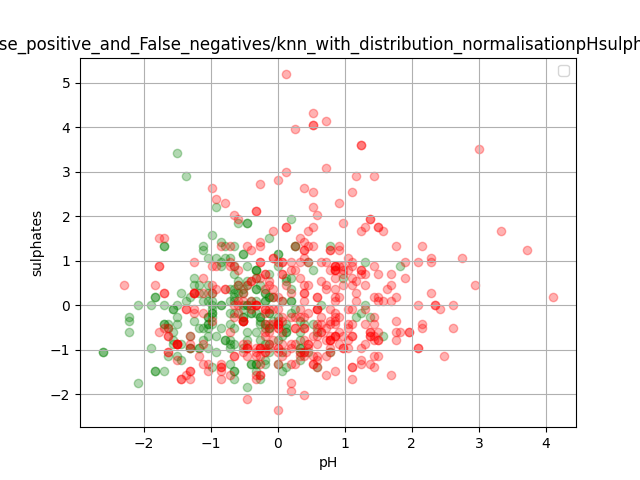 se_positive_and_False_negatives/knn_with_distribution_normalisationpHsulph
5
4
3
2
1
0
−1
−2
sulphates
−2 −1 0 1 2 3 4
pH